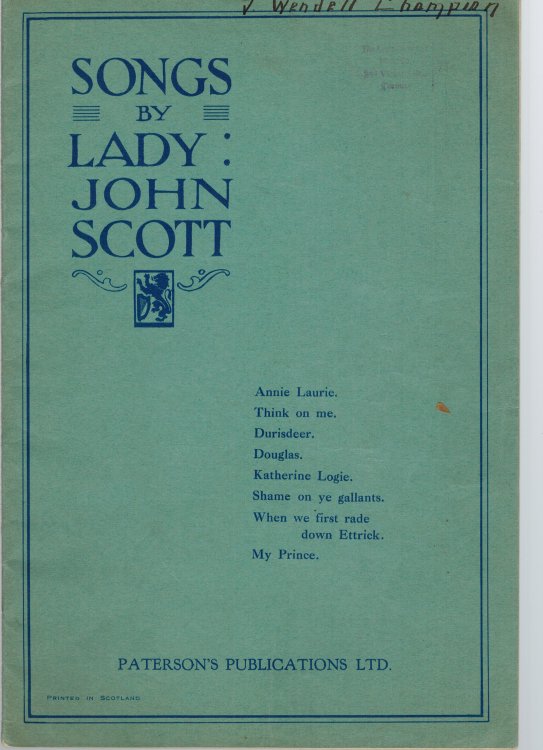 J. Wendell Champion
SONGS
BY
LADY:
JOHN
SCOTT
Annie Laurie.
Think on me.
Durisdeer.
Douglas.
Katherine Logie.
Shame on ye gallants.
When we first rade
down Ettrick.
My Prince.
PATERSON'S PUBLICATIONS LTD.
PRINTED IN SCOTLAND